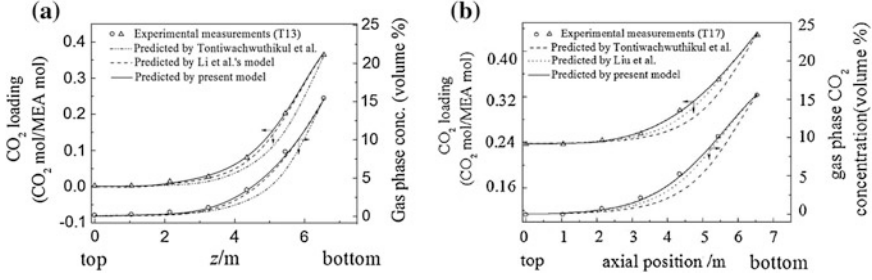 (a)
Experimental measurements (T13)
Predicted by Tontiwachwuthikul et al.
Predicted by Li et al.'s model
Predicted by present model
0.4
0.3
0.2
0.1
0.0
-0.1
CO2 loading
(CO2 mol/MEA mol)
25
20
15
10
5
0
Gas phase conc. (volume %)
0 2 4 6 8
top z/m bottom
(b)
Experimental measurements (T17)
Predicted by Tontiwachwuthikul et al.
Predicted by Liu et al.
Predicted by present model
0.40
0.32
0.24
0.16
CO2 loading
(CO2 mol/MEA mol)
25
20
15
10
5
0
gas phase CO2
concentration(volume %)
0 1 2 3 4 5 6 7
top axial position /m bottom